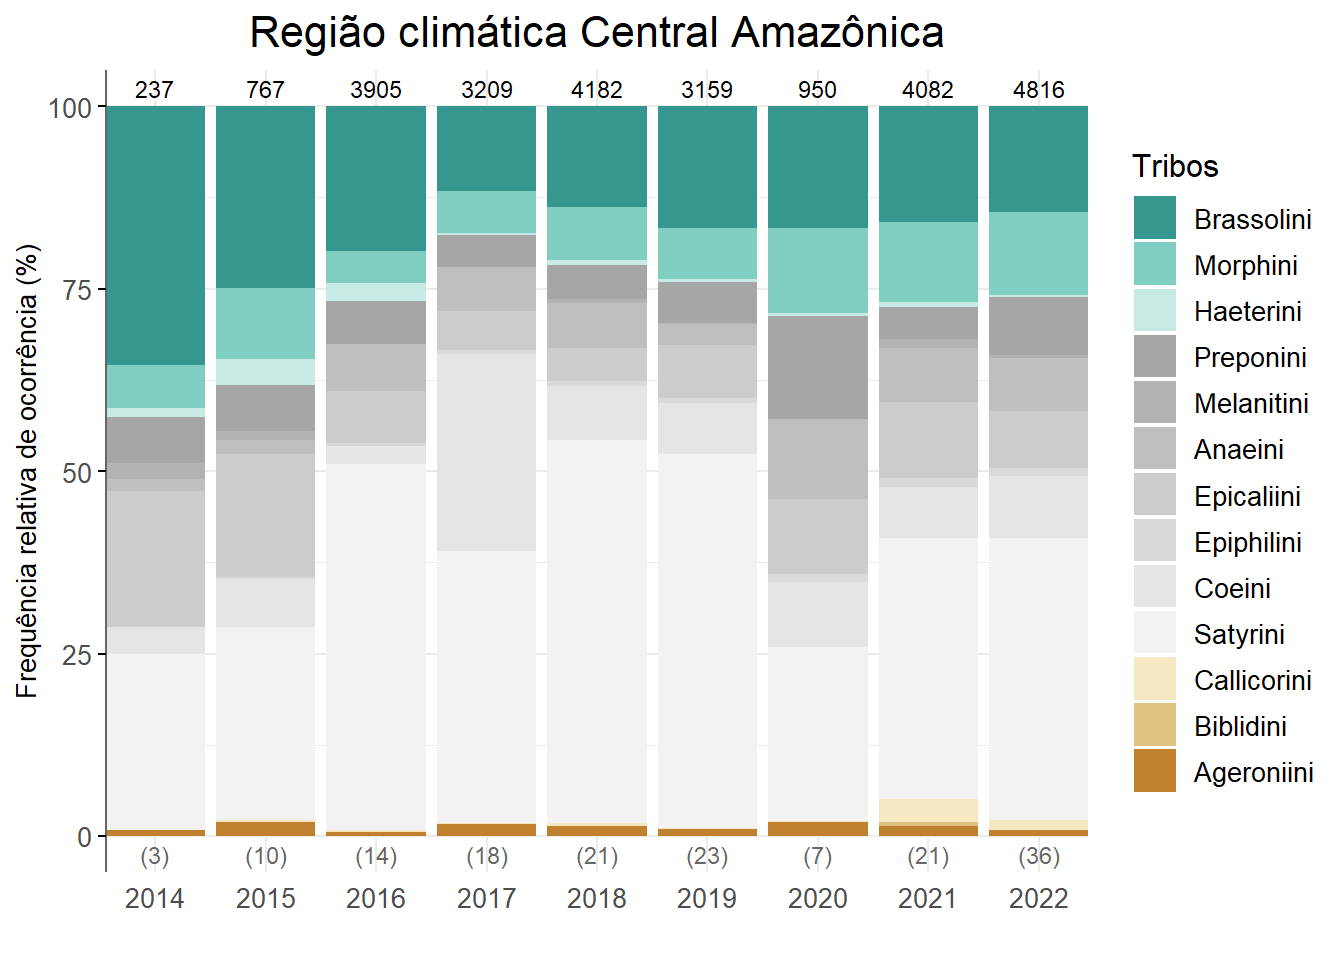 Região climática Central Amazônica
237 767 3905 3209 4182 3159 950 4082 4816
100
75
50
25
0
Frequência relativa de ocorrência (%)
(3) (10) (14) (18) (21) (23) (7) (21) (36)
2014 2015 2016 2017 2018 2019 2020 2021 2022
Tribos
Brassolini
Morphini
Haeterini
Preponini
Melanitini
Anaeini
Epicaliini
Epiphilini
Coeini
Satyrini
Callicorini
Biblidini
Ageroniini